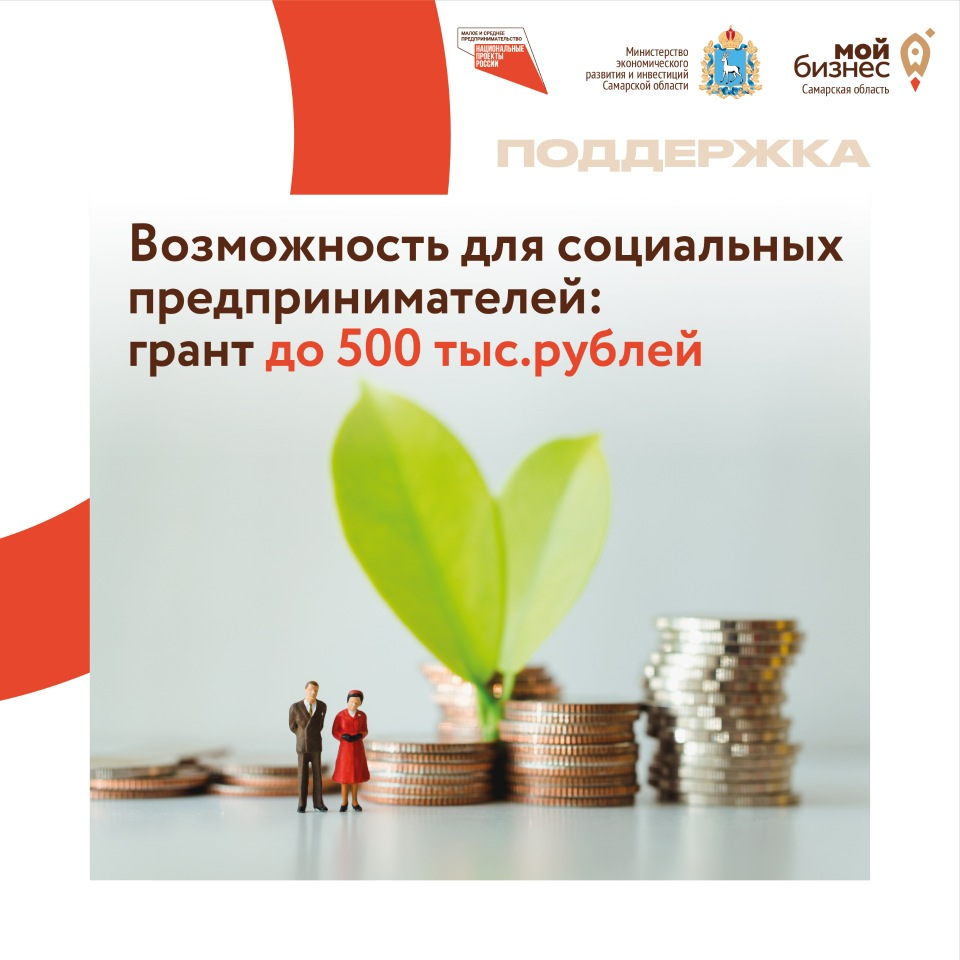 МАЛОЕ И СРЕДНЕЕ
ПРЕДПРИНИМАТЕЛЬСТВО
НАЦИОНАЛЬНЫЕ
ПРОЕКТЫ
РОССИИ
Министерство
экономического
развития и инвестиций
Самарской области
мой
бизнес
Самарская область
ПОДДЕРЖКА
Возможность для социальных
предпринимателей:
грант до 500 тыс.рублей